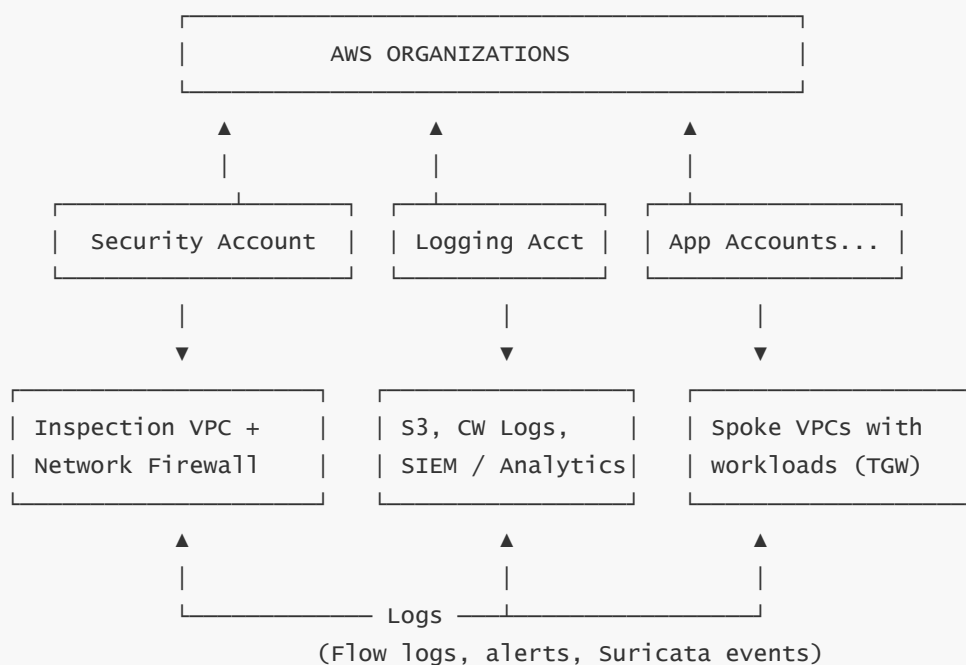 AWS ORGANIZATIONS
Security Account
Logging Acct
App Accounts...
Inspection VPC +
Network Firewall
S3, CW Logs,
SIEM / Analytics
Spoke VPCs with
workloads (TGW)
Logs
(Flow logs, alerts, Suricata events)